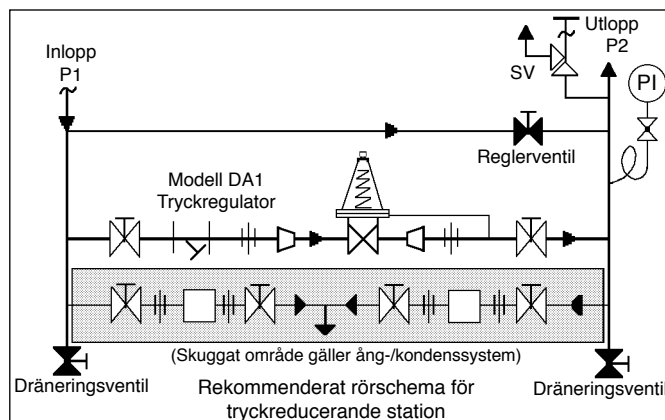 Inlopp
P1
Utlopp
P2
SV
PI
Reglerventil
Modell DA1
Tryckregulator
(Skuggat område gäller ång-/kondenssystem)
Dräneringsventil
Dräneringsventil
Rekommenderat rörschema för
tryckreducerande station